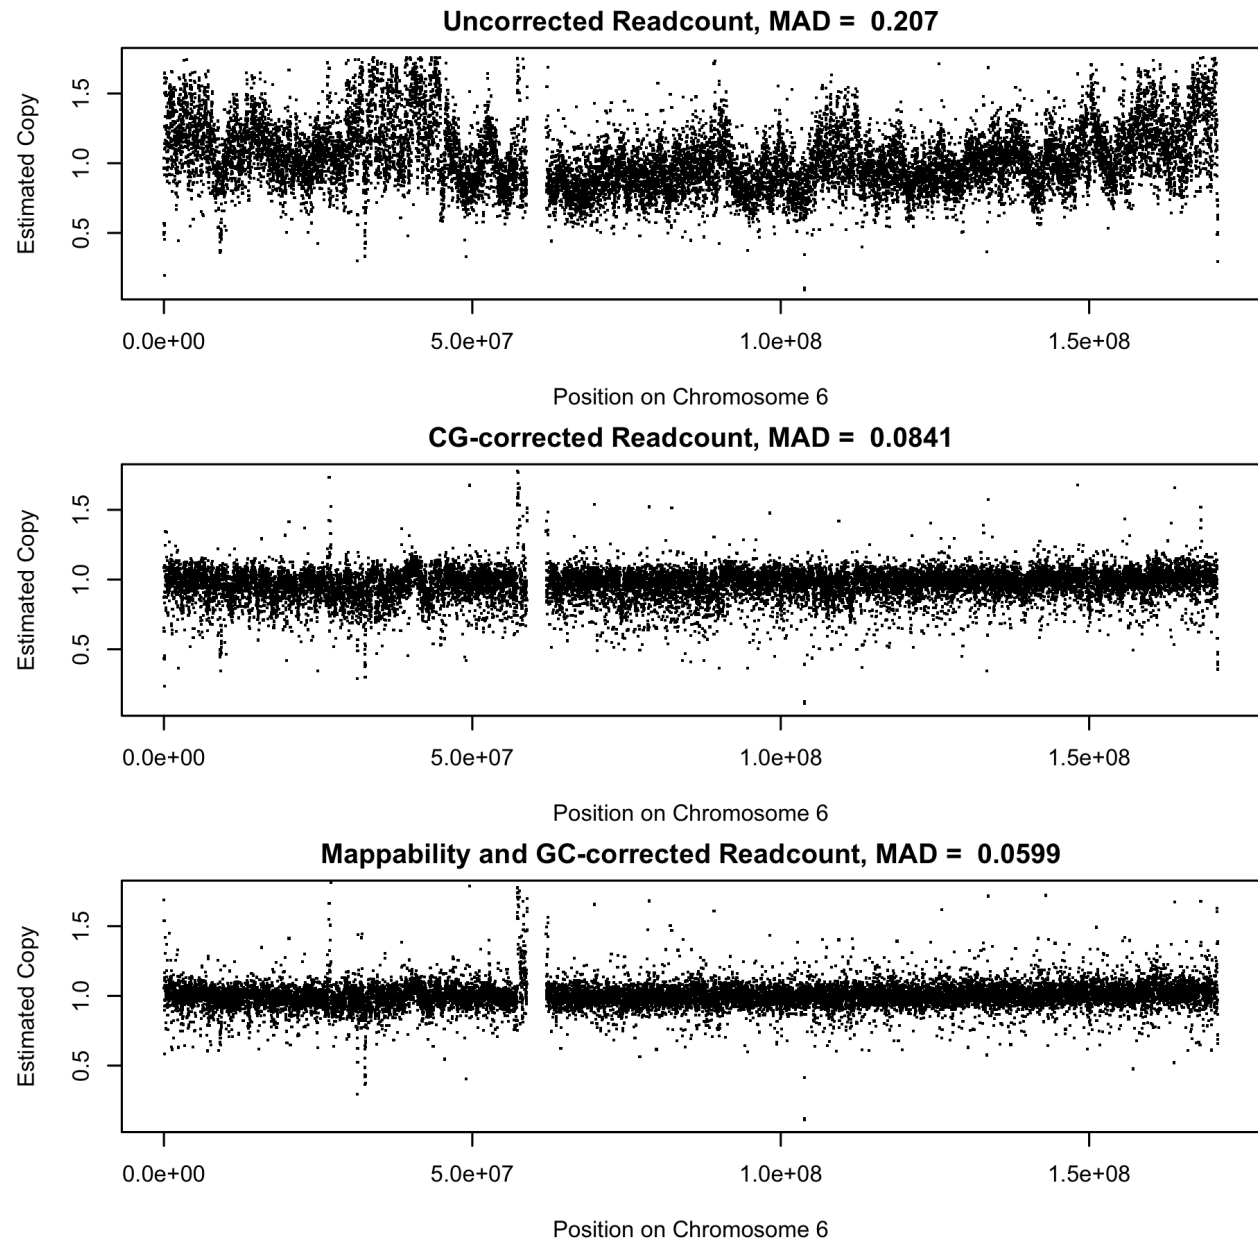 Uncorrected Readcount, MAD =  0.207
Estimated Copy
1.5
1.0
0.5
0.0e+00 5.0e+07 1.0e+08 1.5e+08
Position on Chromosome 6
CG-corrected Readcount, MAD =  0.0841
Estimated Copy
1.5
1.0
0.5
0.0e+00 5.0e+07 1.0e+08 1.5e+08
Position on Chromosome 6
Mappability and GC-corrected Readcount, MAD =  0.0599
Estimated Copy
1.5
1.0
0.5
0.0e+00 5.0e+07 1.0e+08 1.5e+08
Position on Chromosome 6